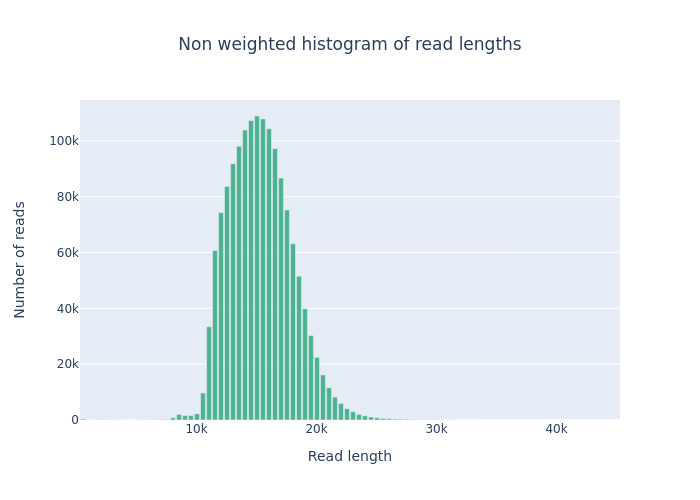 Non weighted histogram of read lengths
Number of reads
100k
80k
60k
40k
20k
0
10k 20k 30k 40k
Read length